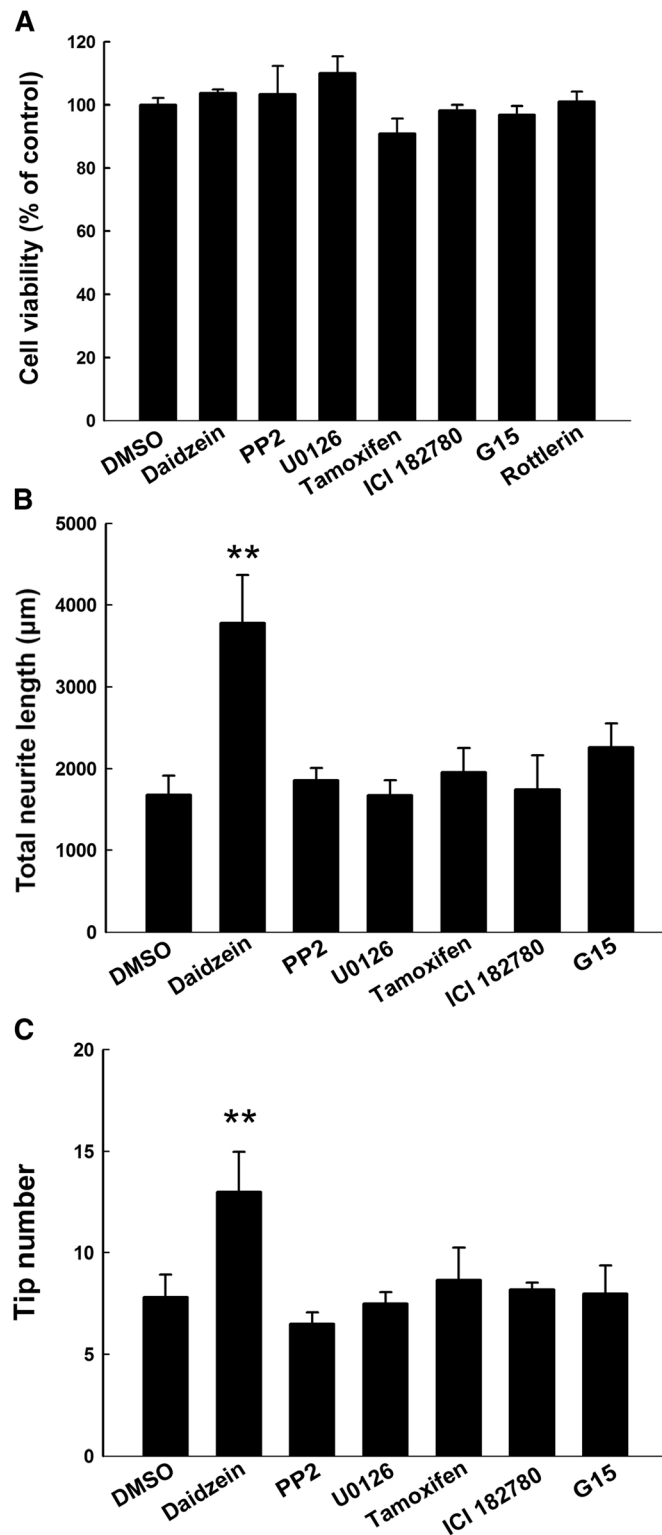 A
Cell viability (% of control)
120
100
80
60
40
20
0
DMSO
Daidzein
PP2
U0126
Tamoxifen
ICI 182780
G15
Rottlerin
B
Total neurite length (µm)
5000
4000
3000
2000
1000
0
**
DMSO
Daidzein
PP2
U0126
Tamoxifen
ICI 182780
G15
C
Tip number
20
15
10
5
0
**
DMSO
Daidzein
PP2
U0126
Tamoxifen
ICI 182780
G15